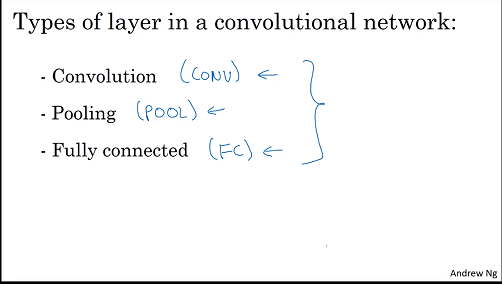 Types of layer in a convolutional network:
- Convolution (CONV) ←
- Pooling (POOL) ←
- Fully connected (FC) ←
Andrew Ng